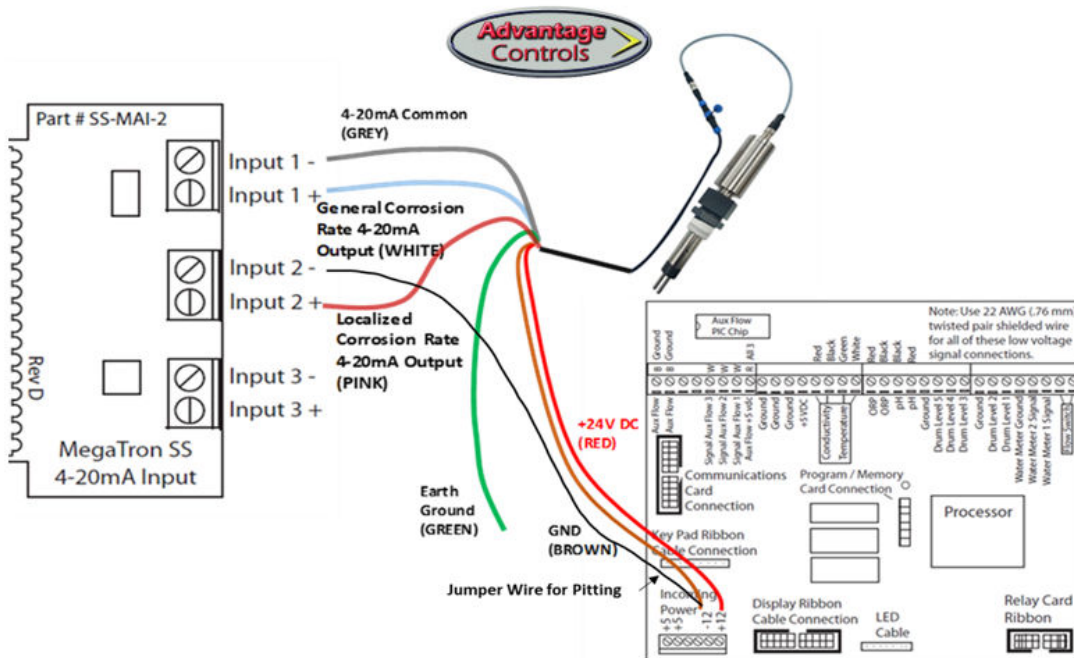 Advantage
Controls
Part # SS-MAI-2
Input 1 -
Input 1 +
Input 2 -
Input 2 +
Input 3 -
Input 3 +
Rev D
MegaTron SS
4-20mA Input
4-20mA Common
(GREY)
General Corrosion
Rate 4-20mA
Output (WHITE)
Localized
Corrosion Rate
4-20mA Output
(PINK)
+24V DC
(RED)
Earth
Ground
(GREEN)
GND
(BROWN)
Jumper Wire for Pitting
Aux Flow
PIC Chip
Note: Use 22 AWG (.76 mm)
twisted pair shielded wire
for all of these low voltage
signal connections.
Ground
Ground
All 3
Red
Black
Green
White
Red
Black
Black
Red
B
B
W
W
W
R
Aux Flow
Aux Flow
Signal Aux Flow 3
Signal Aux Flow 2
Signal Aux Flow 1
Aux Flow +5 vdc
Ground
Ground
Ground
+5 VDC
Conductivity
Temperature
ORP
ORP
pH
pH
Ground
Drum Level 5
Drum Level 4
Drum Level 3
Ground
Drum Level 2
Drum Level 1
Water Meter Ground
Water Meter 2 Signal
Water Meter 1 Signal
Flow Switch
Communications
Card
Connection
Program / Memory
Card Connection
Processor
Key Pad Ribbon
Cable Connection
Incoming
Power
+5
+5
-12
+12
Display Ribbon
Cable Connection
LED
Cable
Relay Card
Ribbon